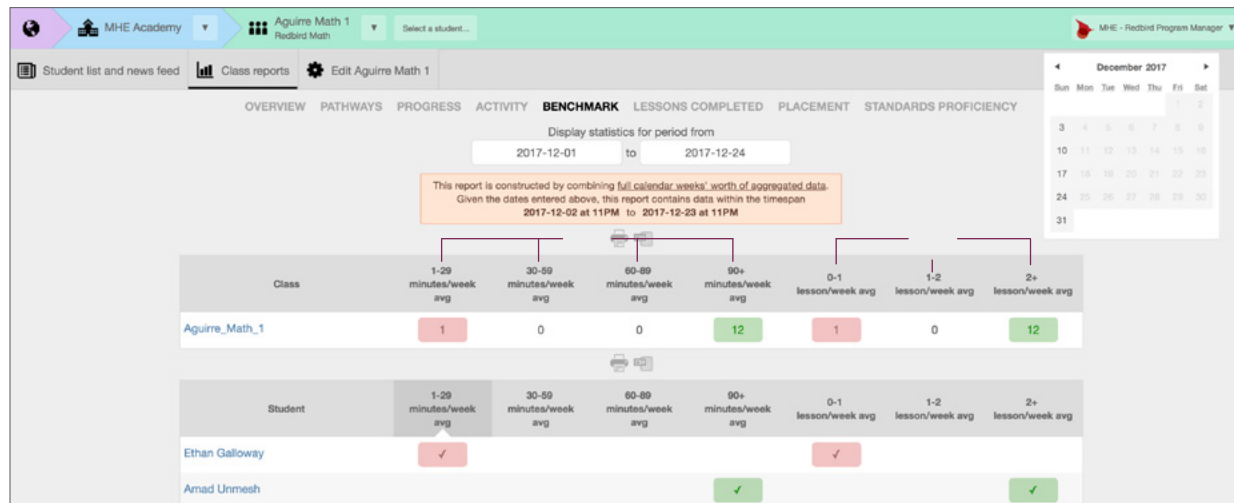 MHE Academy
Aguirre Math 1
Redbird Math
Select a student...
MHE - Redbird Program Manager
Student list and news feed
Class reports
Edit Aguirre Math 1
OVERVIEW PATHWAYS PROGRESS ACTIVITY BENCHMARK LESSONS COMPLETED PLACEMENT STANDARDS PROFICIENCY
Display statistics for period from
2017-12-01 to 2017-12-24
This report is constructed by combining full calendar weeks' worth of aggregated data.
Given the dates entered above, this report contains data within the timespan
2017-12-02 at 11PM to 2017-12-23 at 11PM
December 2017
Sun Mon Tue Wed Thu Fri Sat
1 2
3 4 5 6 7 8 9
10 11 12 13 14 15 16
17 18 19 20 21 22 23
24 25 26 27 28 29 30
31
Class
1-29 minutes/week avg
30-59 minutes/week avg
60-89 minutes/week avg
90+ minutes/week avg
0-1 lesson/week avg
1-2 lesson/week avg
2+ lesson/week avg
Aguirre_Math_1 1 0 0 12 1 0 12
Student
1-29 minutes/week avg
30-59 minutes/week avg
60-89 minutes/week avg
90+ minutes/week avg
0-1 lesson/week avg
1-2 lesson/week avg
2+ lesson/week avg
Ethan Galloway ✓ ✓
Amad Unmesh ✓ ✓